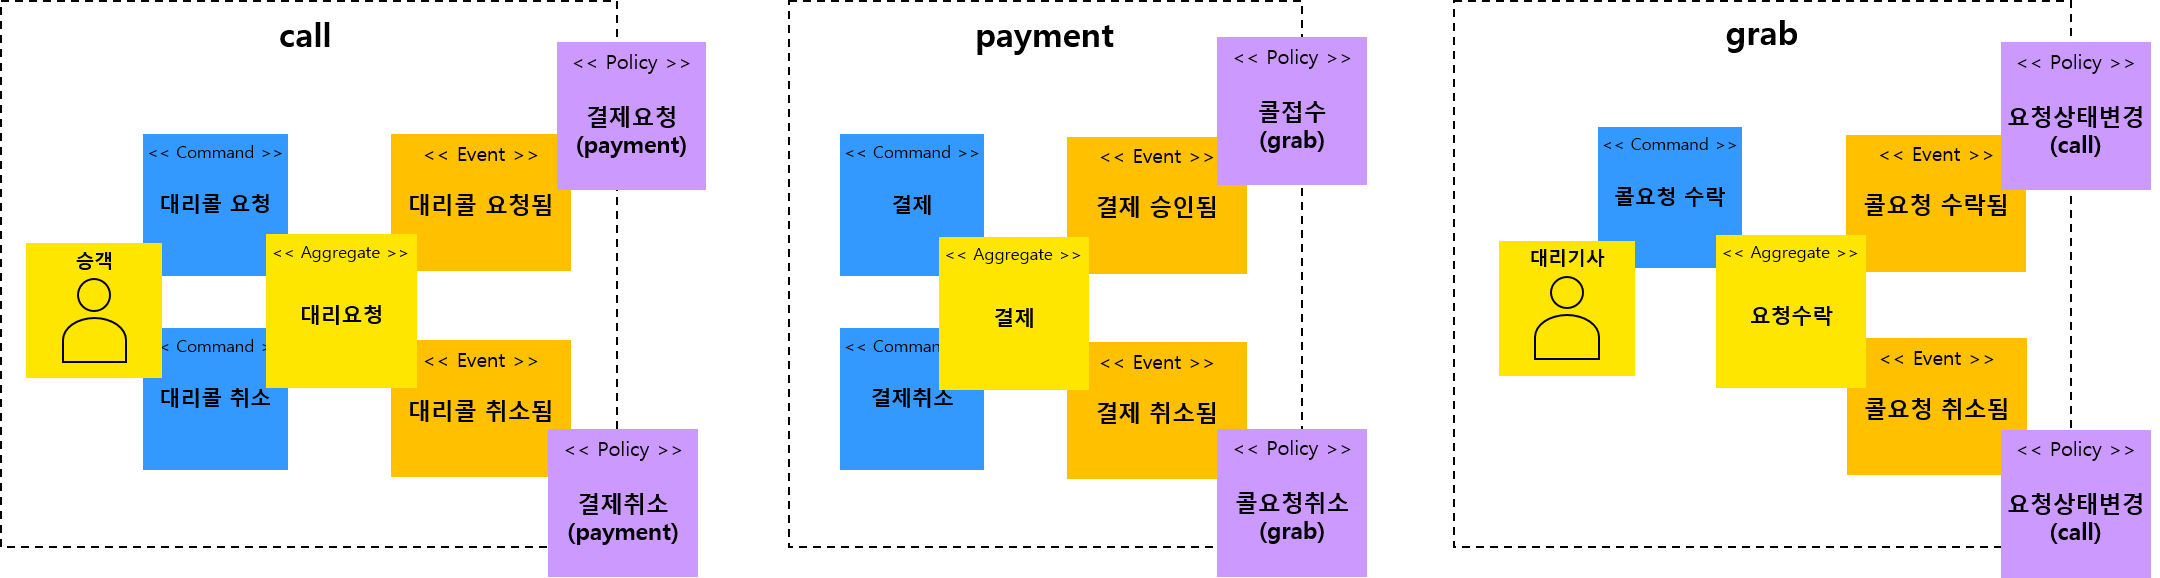 call
<< Policy >>
결제요청
(payment)
<< Command >>
대리콜 요청
<< Event >>
대리콜 요청됨
승객
<< Aggregate >>
대리요청
< Command >
대리콜 취소
<< Event >>
대리콜 취소됨
<< Policy >>
결제취소
(payment)
payment
<< Policy >>
콜접수
(grab)
<< Command >>
결제
<< Event >>
결제 승인됨
<< Aggregate >>
결제
<< Comman
결제취소
<< Event >>
결제 취소됨
<< Policy >>
콜요청취소
(grab)
grab
<< Policy >>
요청상태변경
(call)
<< Command >>
콜요청 수락
<< Event >>
콜요청 수락됨
대리기사
<< Aggregate >>
요청수락
<< Event >>
콜요청 취소됨
<< Policy >>
요청상태변경
(call)